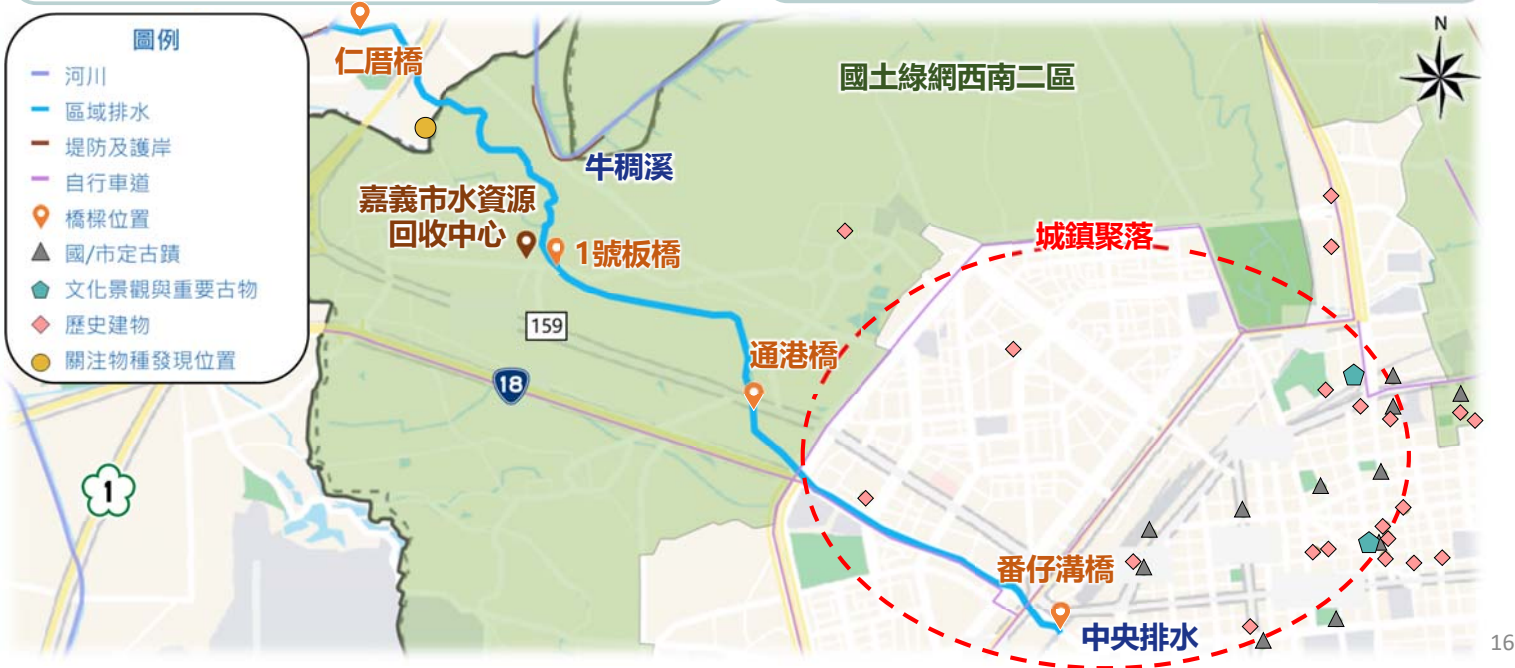 圖例
河川
區域排水
堤防及護岸
自行車道
橋樑位置
國/市定古蹟
文化景觀與重要古物
歷史建物
關注物種發現位置
仁厝橋
國土綠網西南二區
N
牛稠溪
嘉義市水資源
回收中心
1號板橋
城鎮聚落
159
通港橋
18
1
番仔溝橋
中央排水
16